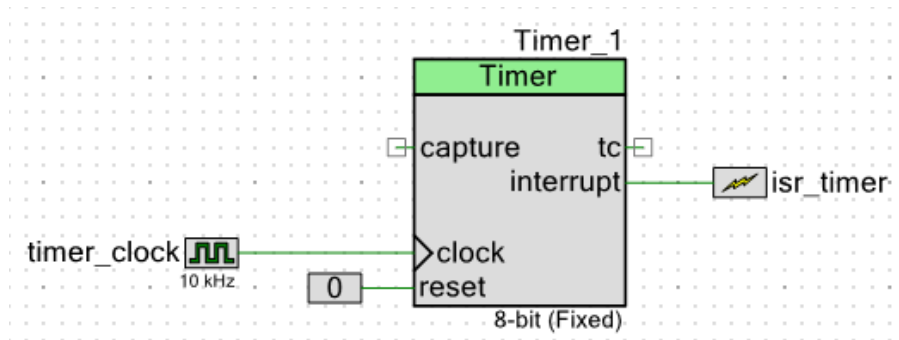 Timer_1
Timer
capture
tc
interrupt
isr_timer
timer_clock
10 kHz
clock
0
reset
8-bit (Fixed)